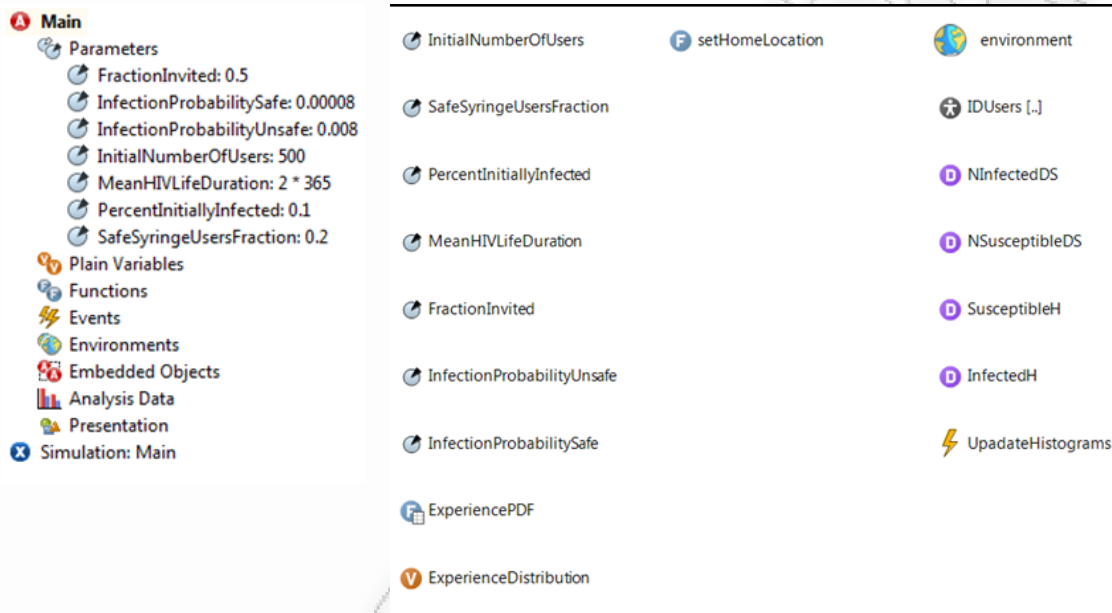 Main
Parameters
FractionInvited: 0.5
InfectionProbabilitySafe: 0.00008
InfectionProbabilityUnsafe: 0.008
InitialNumberOfUsers: 500
MeanHIVLifeDuration: 2 * 365
PercentInitiallyInfected: 0.1
SafeSyringeUsersFraction: 0.2
Plain Variables
Functions
Events
Environments
Embedded Objects
Analysis Data
Presentation
Simulation: Main
InitialNumberOfUsers
SafeSyringeUsersFraction
PercentInitiallyInfected
MeanHIVLifeDuration
FractionInvited
InfectionProbabilityUnsafe
InfectionProbabilitySafe
ExperiencePDF
ExperienceDistribution
setHomeLocation
environment
IDUsers [..]
NInfectedDS
NSusceptibleDS
SusceptibleH
InfectedH
UpadateHistograms